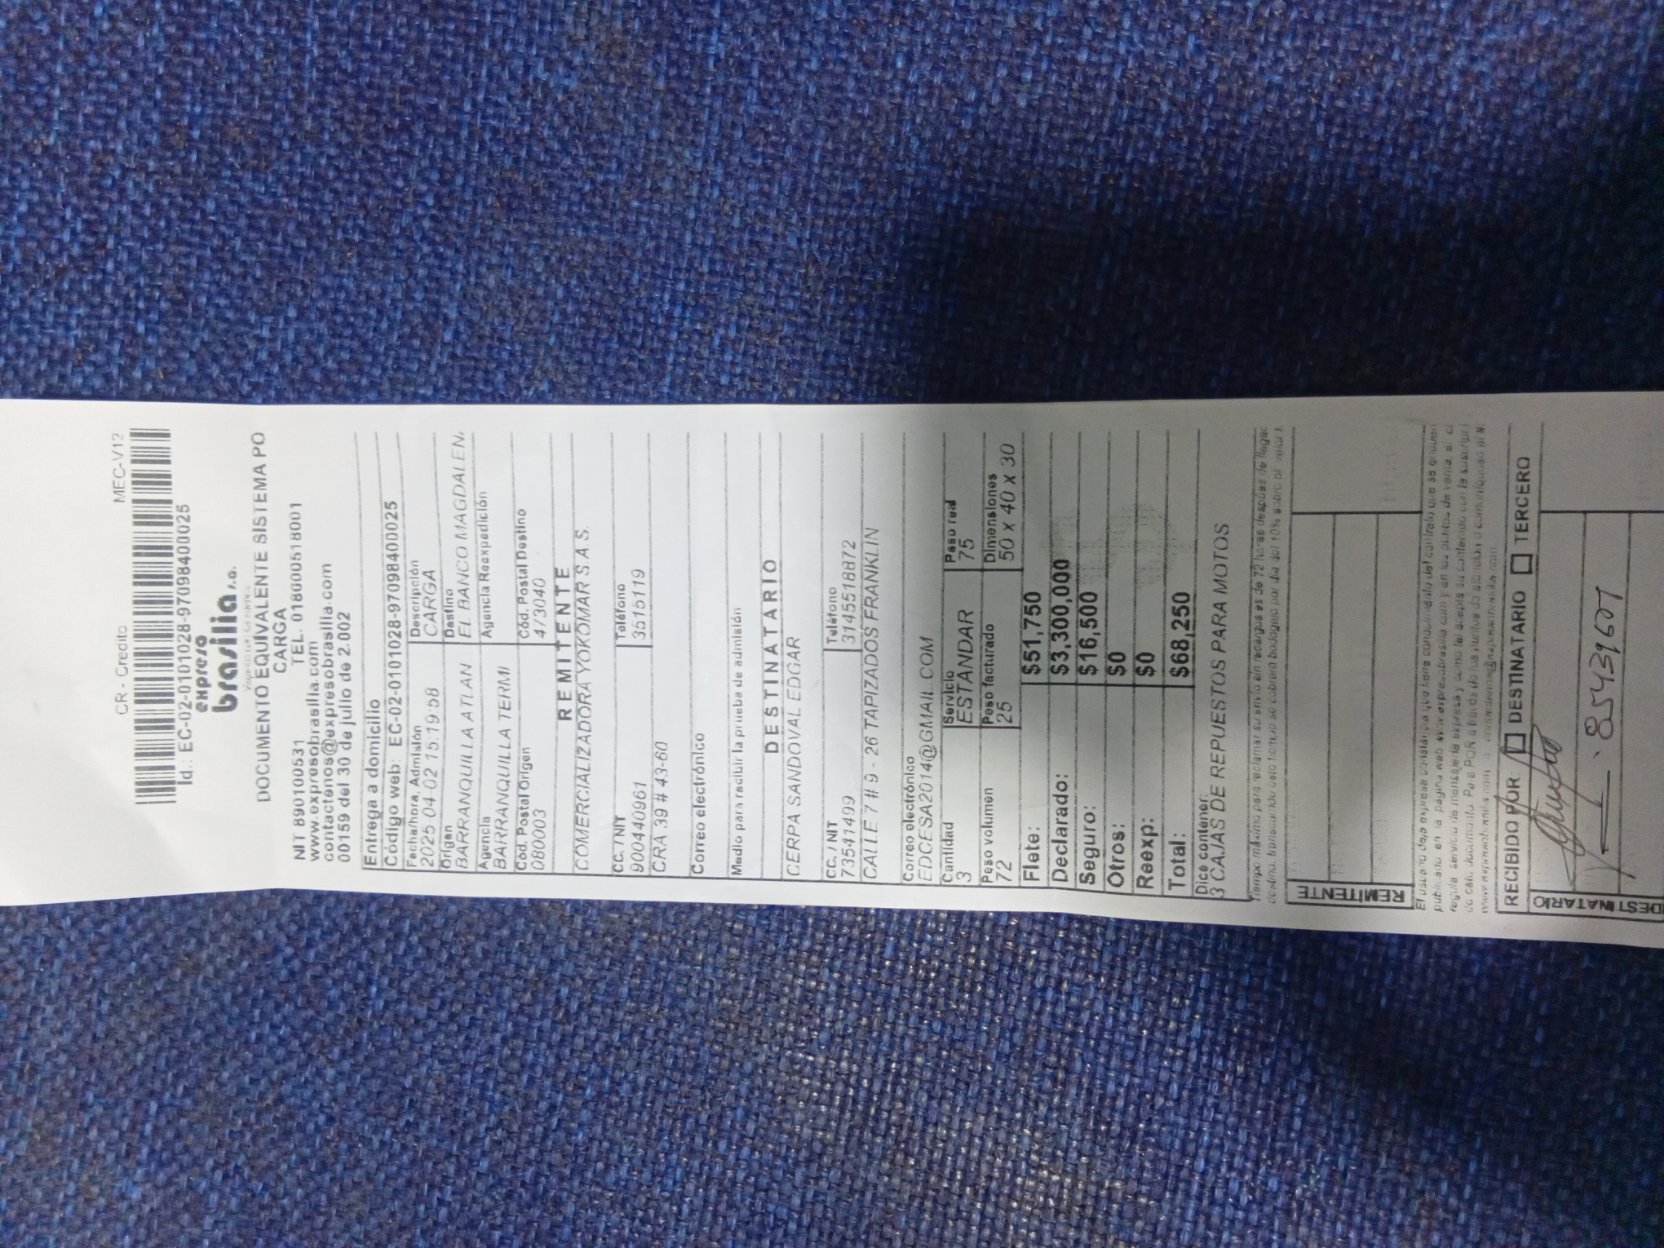 CR - Credito MEC-V12
Id.: EC-02-0101028-97098400025
expreso
brasilia s.a.
DOCUMENTO EQUIVALENTE SISTEMA PO
CARGA
NIT 890100531 TEL. 018000518001
www.expresobrasilia.com
contactenos@expresobrasilia.com
00159 del 30 de julio de 2.002
Entrega a domicilio
Código web: EC-02-0101028-97098400025
Fecha/hora, Admisión Descripción
2025-04-02 15:19:58 CARGA
Origen Destino
BARRANQUILLA ATLAN EL BANCO MAGDALEN
Agencia Agencia Reexpedición
BARRANQUILLA TERMI
Cód. Postal Origen Cód. Postal Destino
080003 473040
REMITENTE
COMERCIALIZADORA YOKOMAR S.A.S.
CC. / NIT Teléfono
900440961 3515119
CRA 39 # 43-60
Correo electrónico
Medio para recibir la prueba de admisión
DESTINATARIO
CERPA SANDOVAL EDGAR
CC. / NIT Teléfono
73541499 3145518872
CALLE 7 # 9 - 26 TAPIZADOS FRANKLIN
Correo electrónico
EDCESA2014@GMAIL.COM
Cantidad Servicio Peso real
3 ESTANDAR 75
Peso volumen Peso facturado Dimensiones
72 25 50 x 40 x 30
Flete: $51,750
Declarado: $3,300,000
Seguro: $16,500
Otros: $0
Reexp: $0
Total: $68,250
Dice contener:
3 CAJAS DE REPUESTOS PARA MOTOS
REMITENTE
RECIBIDO POR: DESTINATARIO TERCERO
DESTINATARIO
85439607